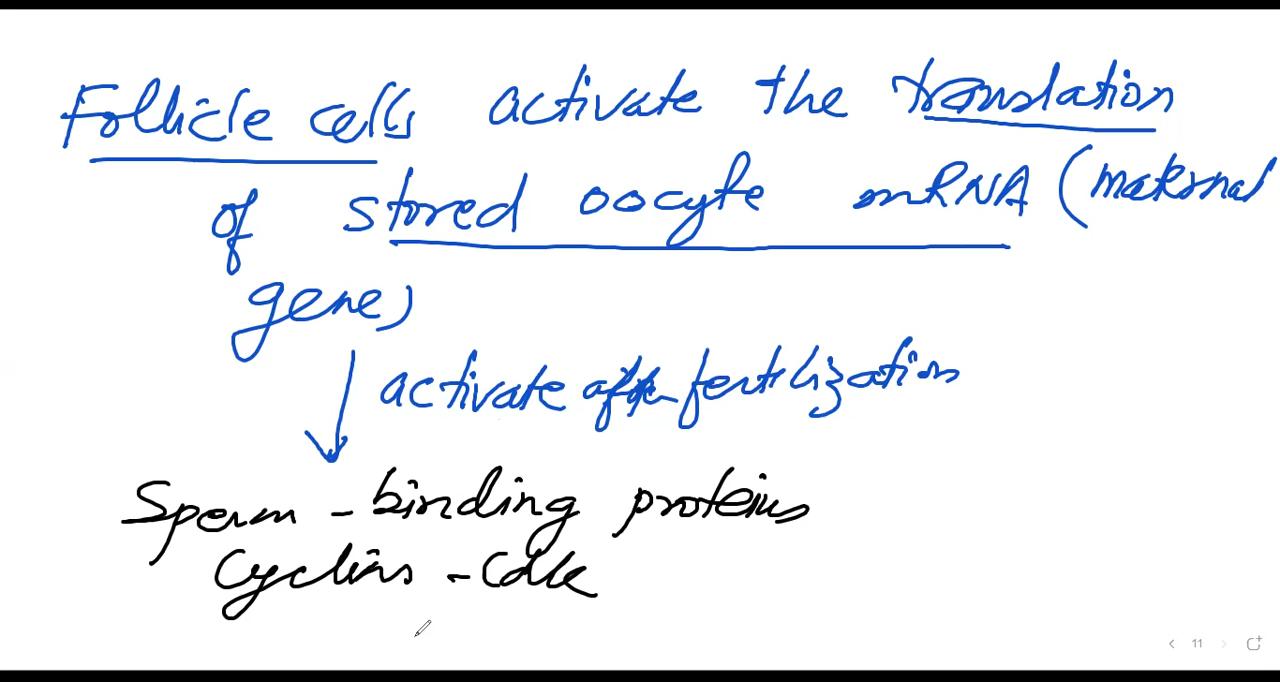 Follicle cells activate the translation
of stored oocyte mRNA (maternal
gene)
activate after fertilization
Sperm - binding proteins
Cyclins - Cdk
11